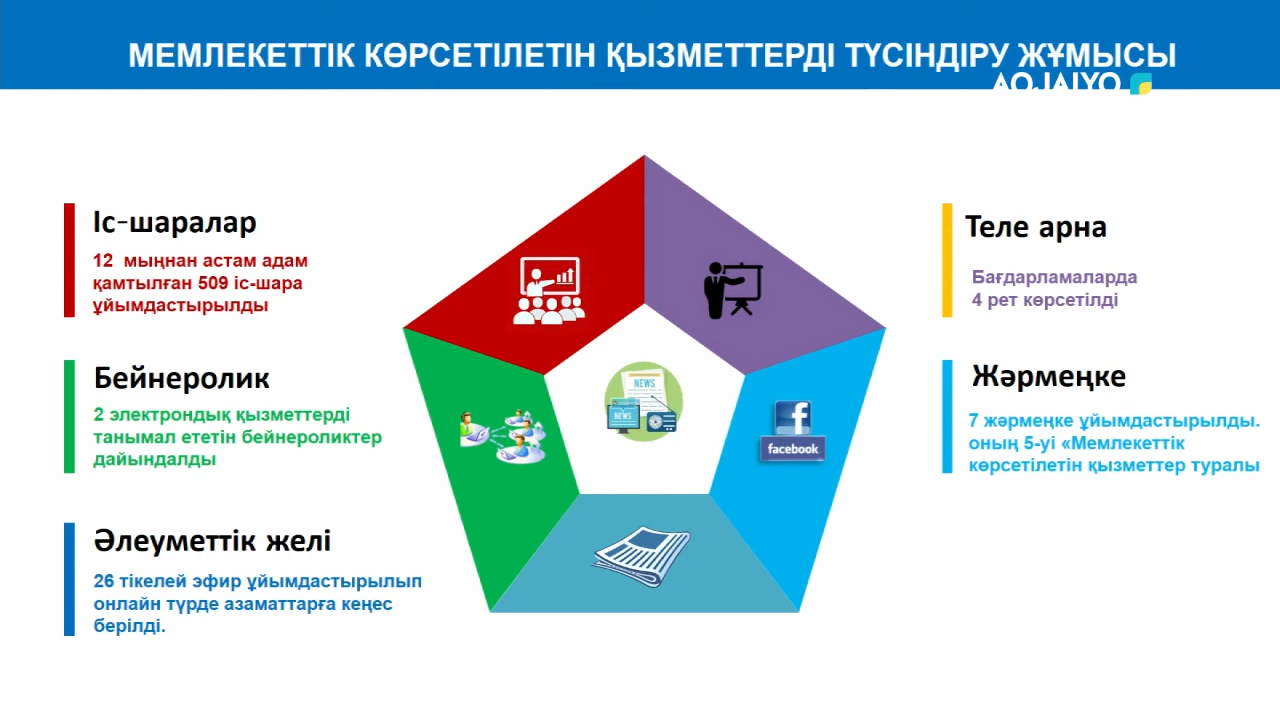 МЕМЛЕКЕТТІК КӨРСЕТІЛЕТІН ҚЫЗМЕТТЕРДІ ТҮСІНДІРУ ЖҰМЫСЫ
Іс-шаралар
12 мыңнан астам адам
қамтылған 509 іс-шара
ұйымдастырылды
Бейнеролик
2 электрондық қызметтерді
танымал ететін бейнероликтер
дайындалды
Әлеуметтік желі
26 тікелей эфир ұйымдастырылып
онлайн түрде азаматтарға кеңес
берілді.
NEWS
NEWS
facebook
Теле арна
Бағдарламаларда
4 рет көрсетілді
Жәрмеңке
7 жәрмеңке ұйымдастырылды.
оның 5-уі «Мемлекеттік
көрсетілетін қызметтер туралы